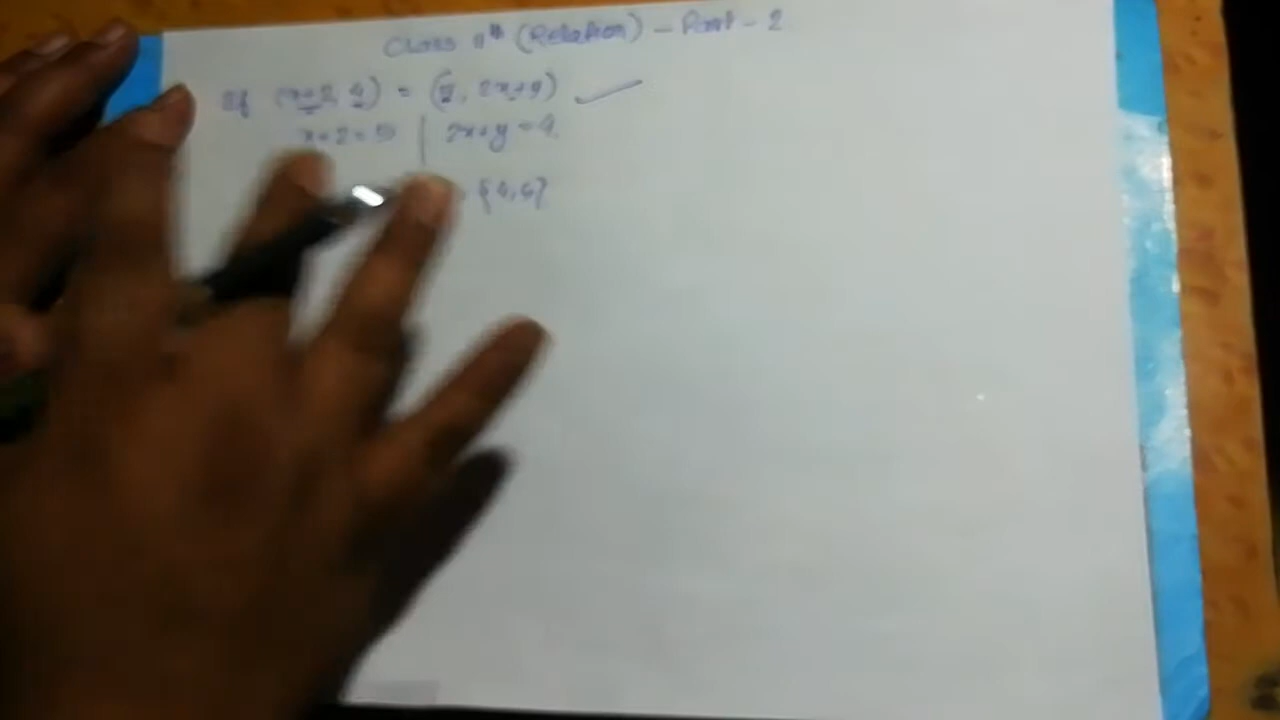 Class 11th (Relation) - Part - 2
If (x+2, 4) = (5, 2x+y)
x+2=5 | 2x+y=4
{4,6}